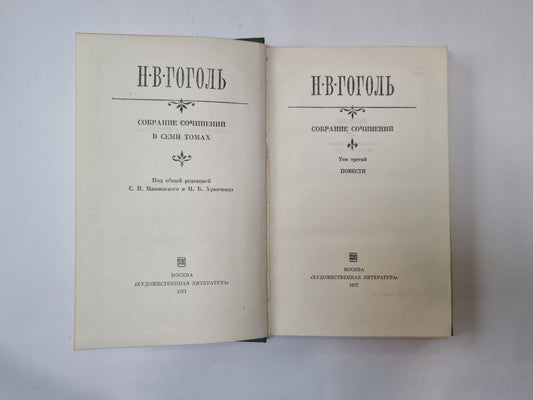 Н·В·ГОГОЛЬ
СОБРАНИЕ СОЧИНЕНИЙ
В СЕМИ ТОМАХ
Под общей редакцией
С. И. Машинского и М. Б. Храпченко
МОСКВА
«ХУДОЖЕСТВЕННАЯ ЛИТЕРАТУРА»
1977
Н·В·ГОГОЛЬ
СОБРАНИЕ СОЧИНЕНИЙ
Том третий
ПОВЕСТИ
МОСКВА
«ХУДОЖЕСТВЕННАЯ ЛИТЕРАТУРА»
1977